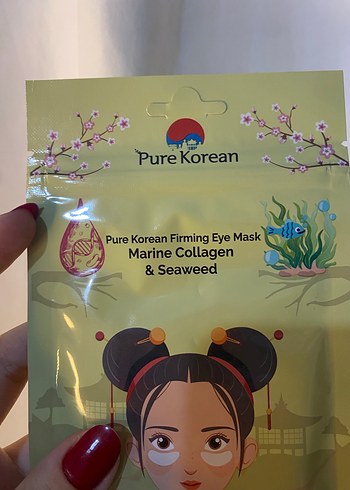 Pure Korean
Pure Korean Firming Eye Mask
Marine Collagen
& Seaweed